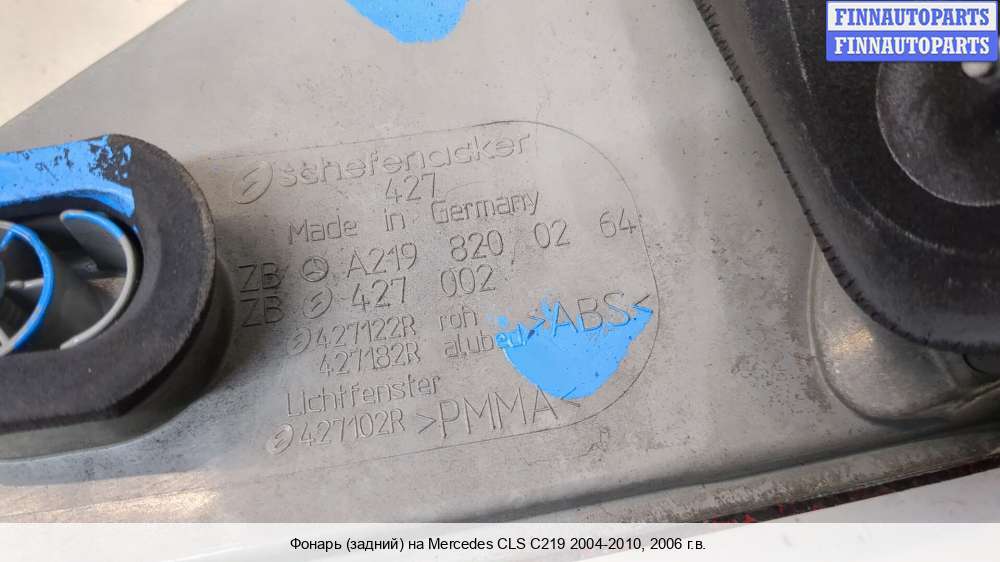 FINNAUTOPARTS
FINNAUTOPARTS
schefenacker
427
Made in Germany
ZB A219 820 02 64
ZB 427 002
427122R roh >ABS<
427182R alubed
Lichtfenster
427102R >PMMA<
Фонарь (задний) на Mercedes CLS C219 2004-2010, 2006 г.в.